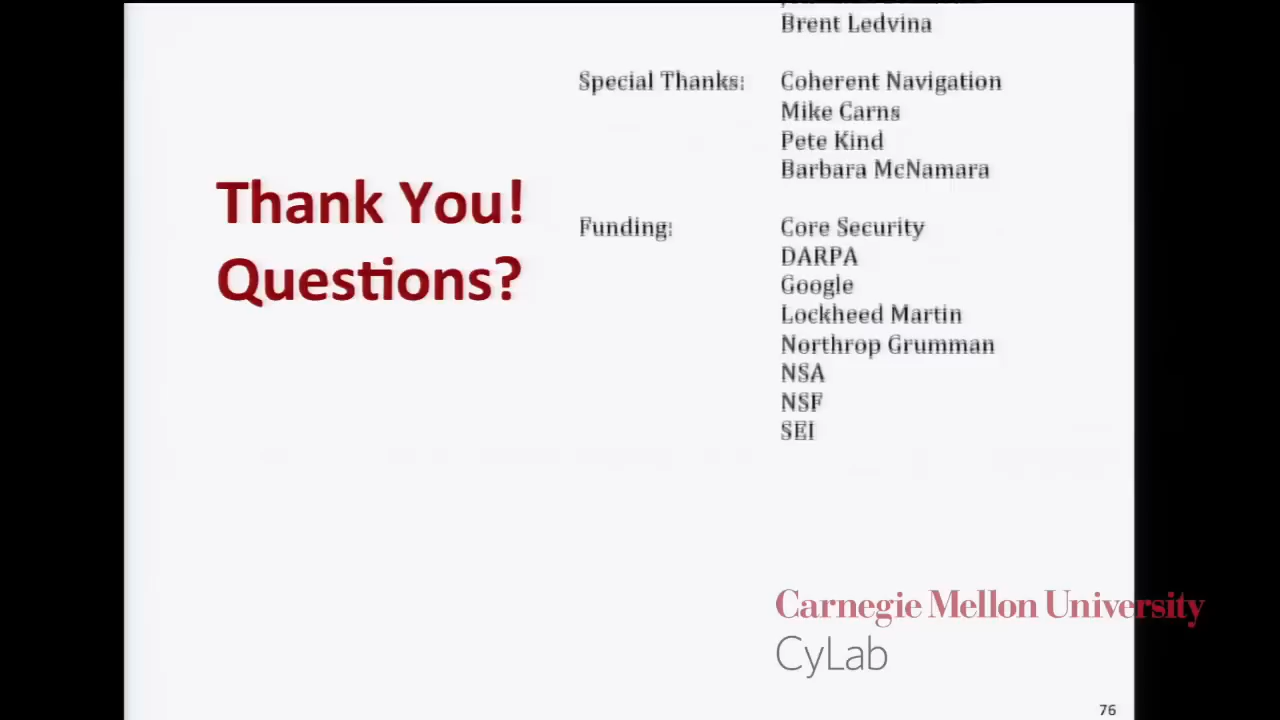 Brent Ledvina
Special Thanks: Coherent Navigation
Mike Carns
Pete Kind
Barbara McNamara
Thank You!
Questions?
Funding: Core Security
DARPA
Google
Lockheed Martin
Northrop Grumman
NSA
NSF
SEI
Carnegie Mellon University
CyLab
76